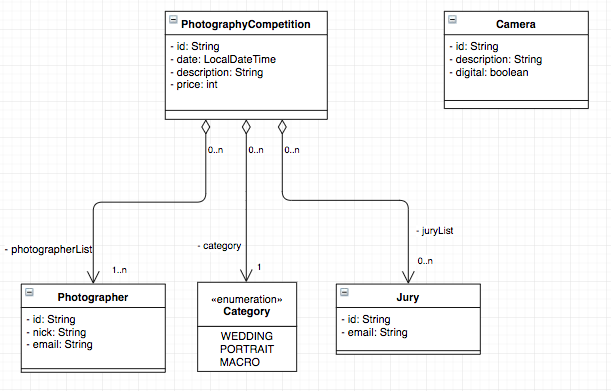 PhotographyCompetition
- id: String
- date: LocalDateTime
- description: String
- price: int
Camera
- id: String
- description: String
- digital: boolean
0..n
0..n
0..n
- photographerList
- category
- juryList
1..n
1
0..n
Photographer
- id: String
- nick: String
- email: String
«enumeration»
Category
WEDDING
PORTRAIT
MACRO
Jury
- id: String
- email: String